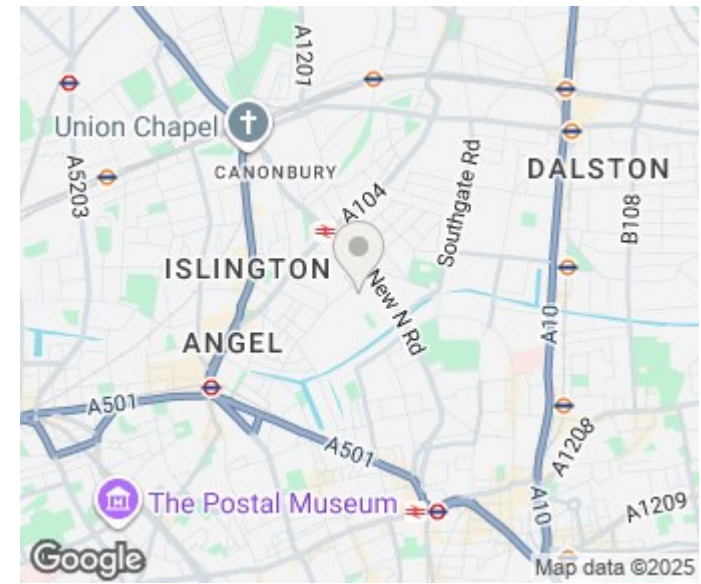 A1201
Union Chapel
CANONBURY
A5203
A104
Southgate Rd
DALSTON
B108
ISLINGTON
New N Rd
ANGEL
A10
A501
A501
A1208
The Postal Museum
A10
A1209
Google
Map data ©2025